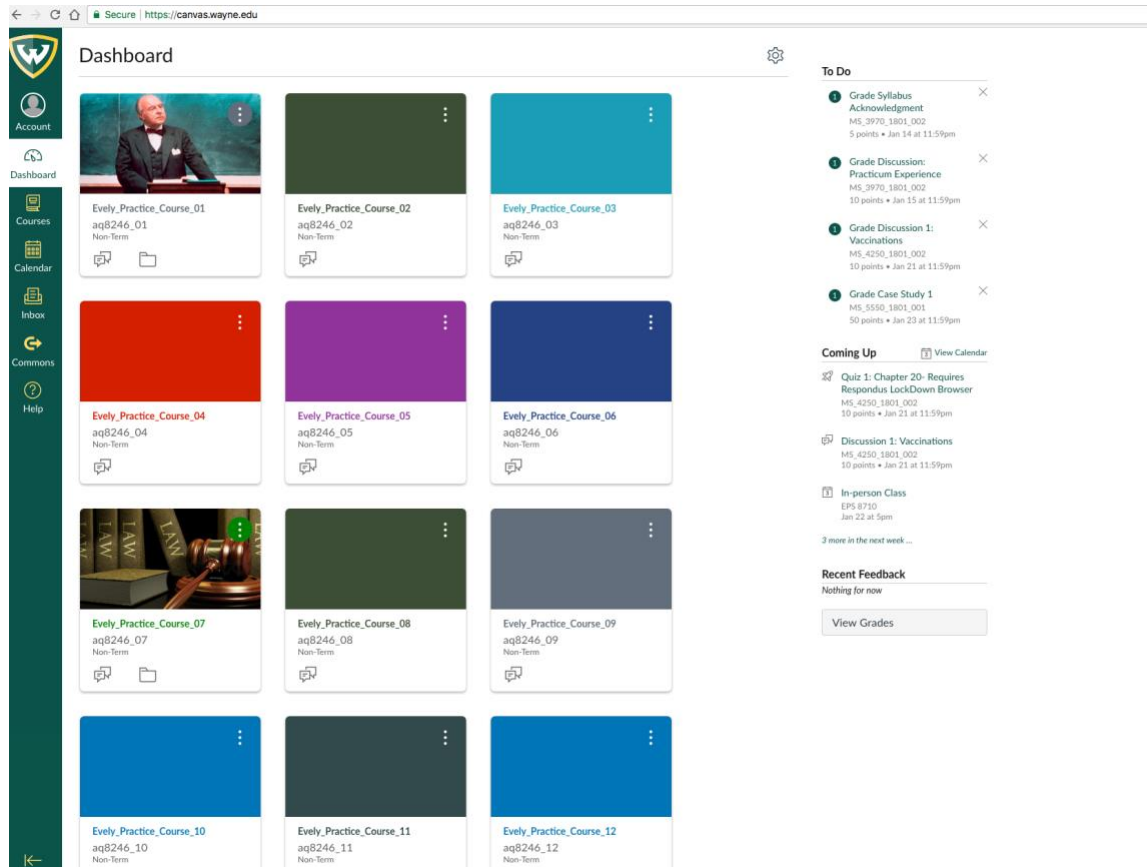 Secure | https://canvas.wayne.edu
W
Dashboard
Account
Dashboard
Courses
Calendar
Inbox
Commons
Help
Evely_Practice_Course_01
aq8246_01
Non-Term
Evely_Practice_Course_02
aq8246_02
Non-Term
Evely_Practice_Course_03
aq8246_03
Non-Term
Evely_Practice_Course_04
aq8246_04
Non-Term
Evely_Practice_Course_05
aq8246_05
Non-Term
Evely_Practice_Course_06
aq8246_06
Non-Term
LAW
LAW
LAW
LAW
Evely_Practice_Course_07
aq8246_07
Non-Term
Evely_Practice_Course_08
aq8246_08
Non-Term
Evely_Practice_Course_09
aq8246_09
Non-Term
Evely_Practice_Course_10
aq8246_10
Non-Term
Evely_Practice_Course_11
aq8246_11
Non-Term
Evely_Practice_Course_12
aq8246_12
Non-Term
To Do
1 Grade Syllabus
Acknowledgment
MS_3970_1801_002
5 points • Jan 14 at 11:59pm
1 Grade Discussion:
Practicum Experience
MS_3970_1801_002
10 points • Jan 15 at 11:59pm
1 Grade Discussion 1:
Vaccinations
MS_4250_1801_002
10 points • Jan 21 at 11:59pm
1 Grade Case Study 1
MS_5550_1801_001
50 points • Jan 23 at 11:59pm
Coming Up
View Calendar
Quiz 1: Chapter 20- Requires
Respondus LockDown Browser
MS_4250_1801_002
10 points • Jan 21 at 11:59pm
Discussion 1: Vaccinations
MS_4250_1801_002
10 points • Jan 21 at 11:59pm
In-person Class
EPS 8710
Jan 22 at 5pm
3 more in the next week ...
Recent Feedback
Nothing for now
View Grades